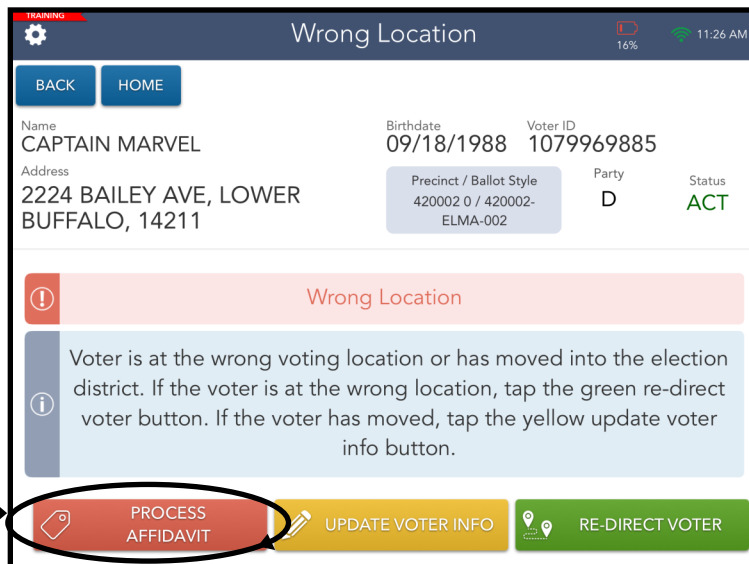 TRAINING
Wrong Location
16%
11:26 AM
BACK
HOME
Name
CAPTAIN MARVEL
Birthdate
09/18/1988
Voter ID
1079969885
Address
2224 BAILEY AVE, LOWER
BUFFALO, 14211
Precinct / Ballot Style
420002 0 / 420002-
ELMA-002
Party
D
Status
ACT
Wrong Location
Voter is at the wrong voting location or has moved into the election
district. If the voter is at the wrong location, tap the green re-direct
voter button. If the voter has moved, tap the yellow update voter
info button.
PROCESS
AFFIDAVIT
UPDATE VOTER INFO
RE-DIRECT VOTER